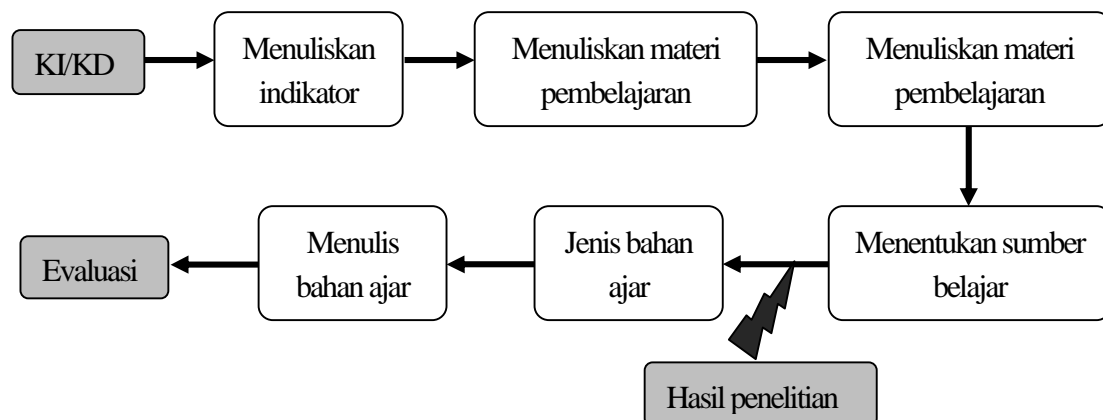 KI/KD
Menuliskan
indikator
Menuliskan materi
pembelajaran
Menuliskan materi
pembelajaran
Menentukan sumber
belajar
Jenis bahan
ajar
Menulis
bahan ajar
Evaluasi
Hasil penelitian